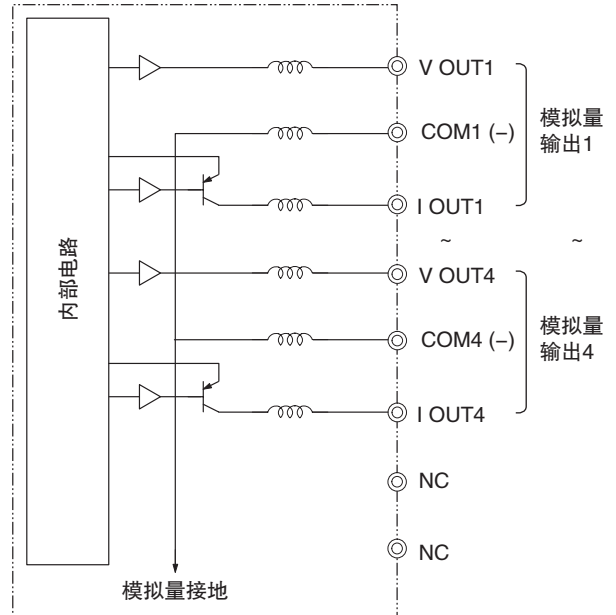 V OUT1
COM1 (–)
I OUT1
模拟量
输出1
~ ~
内部电路
V OUT4
COM4 (–)
I OUT4
模拟量
输出4
NC
NC
模拟量接地